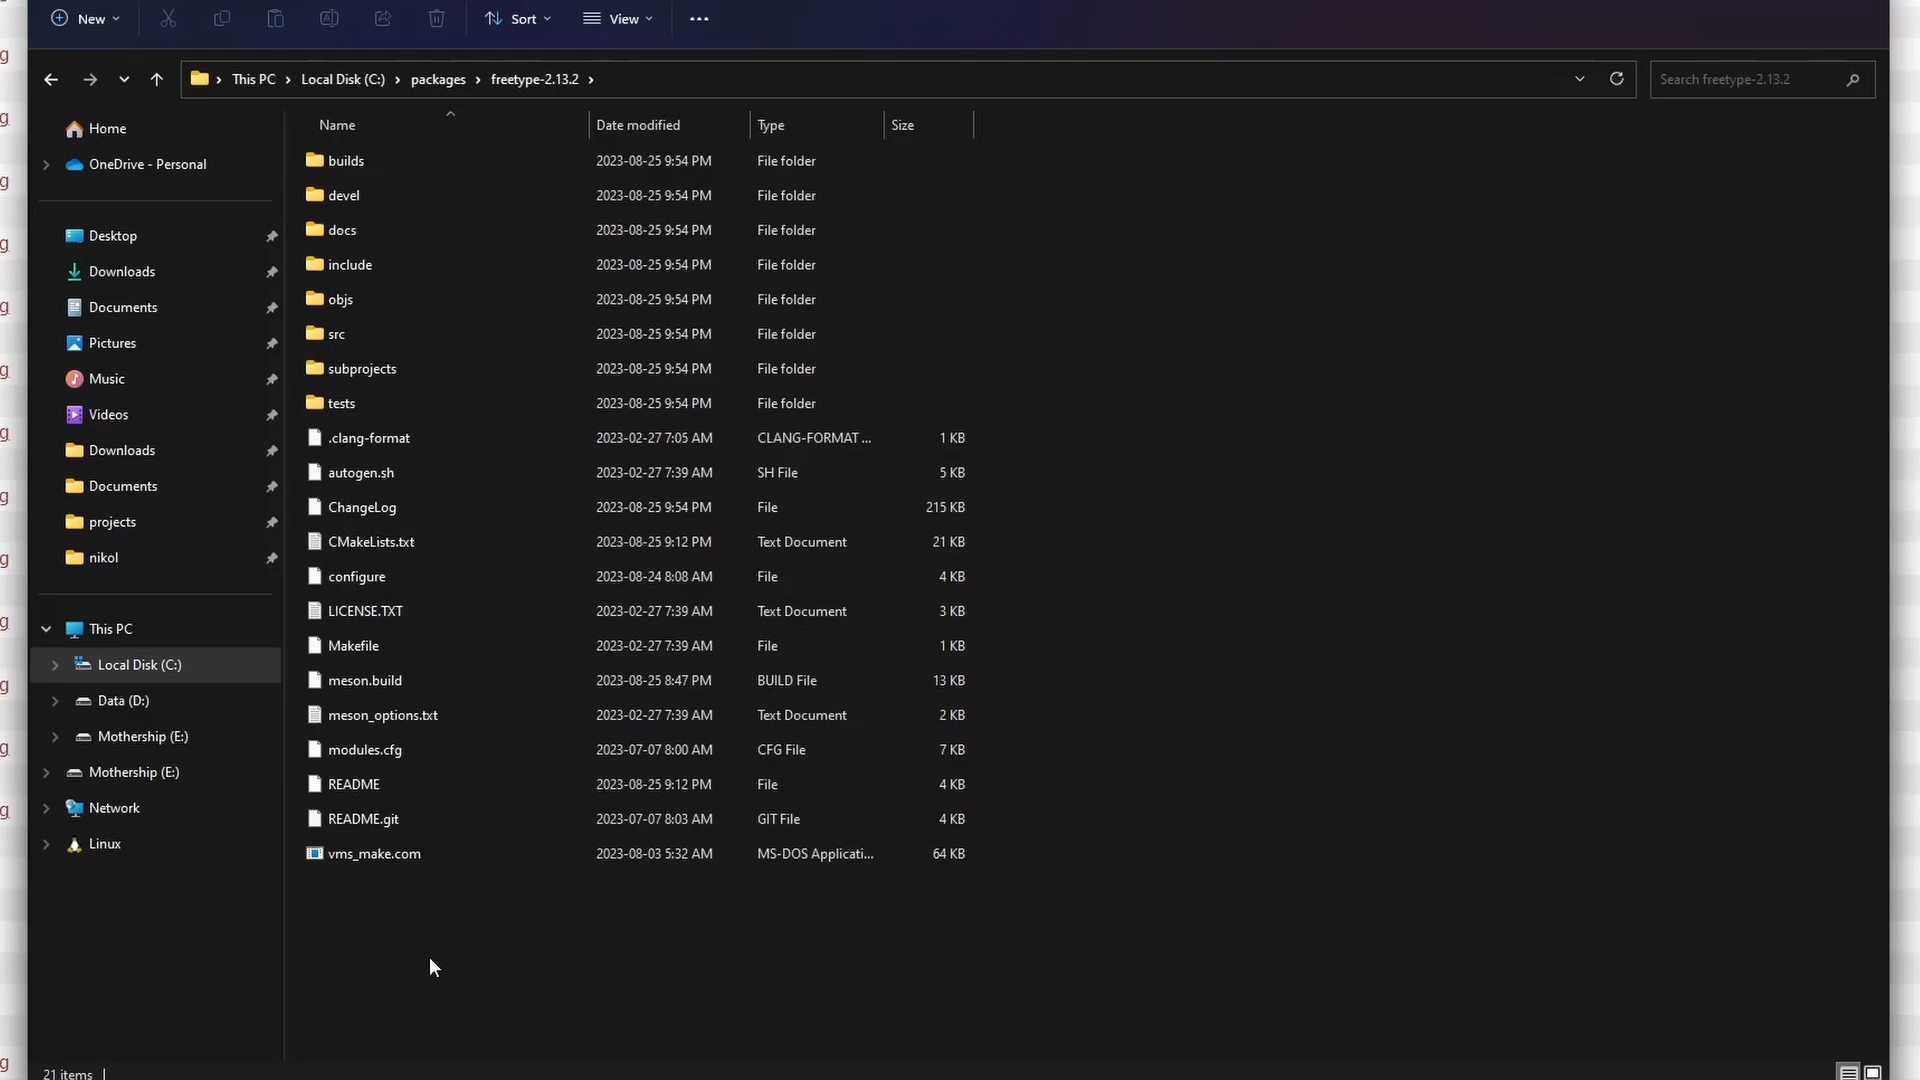 New
Sort
View
This PC
Local Disk (C:)
packages
freetype-2.13.2
Search freetype-2.13.2
Home
OneDrive - Personal
Desktop
Downloads
Documents
Pictures
Music
Videos
Downloads
Documents
projects
nikol
This PC
Local Disk (C:)
Data (D:)
Mothership (E:)
Mothership (E:)
Network
Linux
Name Date modified Type Size
builds 2023-08-25 9:54 PM File folder
devel 2023-08-25 9:54 PM File folder
docs 2023-08-25 9:54 PM File folder
include 2023-08-25 9:54 PM File folder
objs 2023-08-25 9:54 PM File folder
src 2023-08-25 9:54 PM File folder
subprojects 2023-08-25 9:54 PM File folder
tests 2023-08-25 9:54 PM File folder
.clang-format 2023-02-27 7:05 AM CLANG-FORMAT ... 1 KB
autogen.sh 2023-02-27 7:39 AM SH File 5 KB
ChangeLog 2023-08-25 9:54 PM File 215 KB
CMakeLists.txt 2023-08-25 9:12 PM Text Document 21 KB
configure 2023-08-24 8:08 AM File 4 KB
LICENSE.TXT 2023-02-27 7:39 AM Text Document 3 KB
Makefile 2023-02-27 7:39 AM File 1 KB
meson.build 2023-08-25 8:47 PM BUILD File 13 KB
meson_options.txt 2023-02-27 7:39 AM Text Document 2 KB
modules.cfg 2023-07-07 8:00 AM CFG File 7 KB
README 2023-08-25 9:12 PM File 4 KB
README.git 2023-07-07 8:03 AM GIT File 4 KB
vms_make.com 2023-08-03 5:32 AM MS-DOS Applicati... 64 KB
21 items